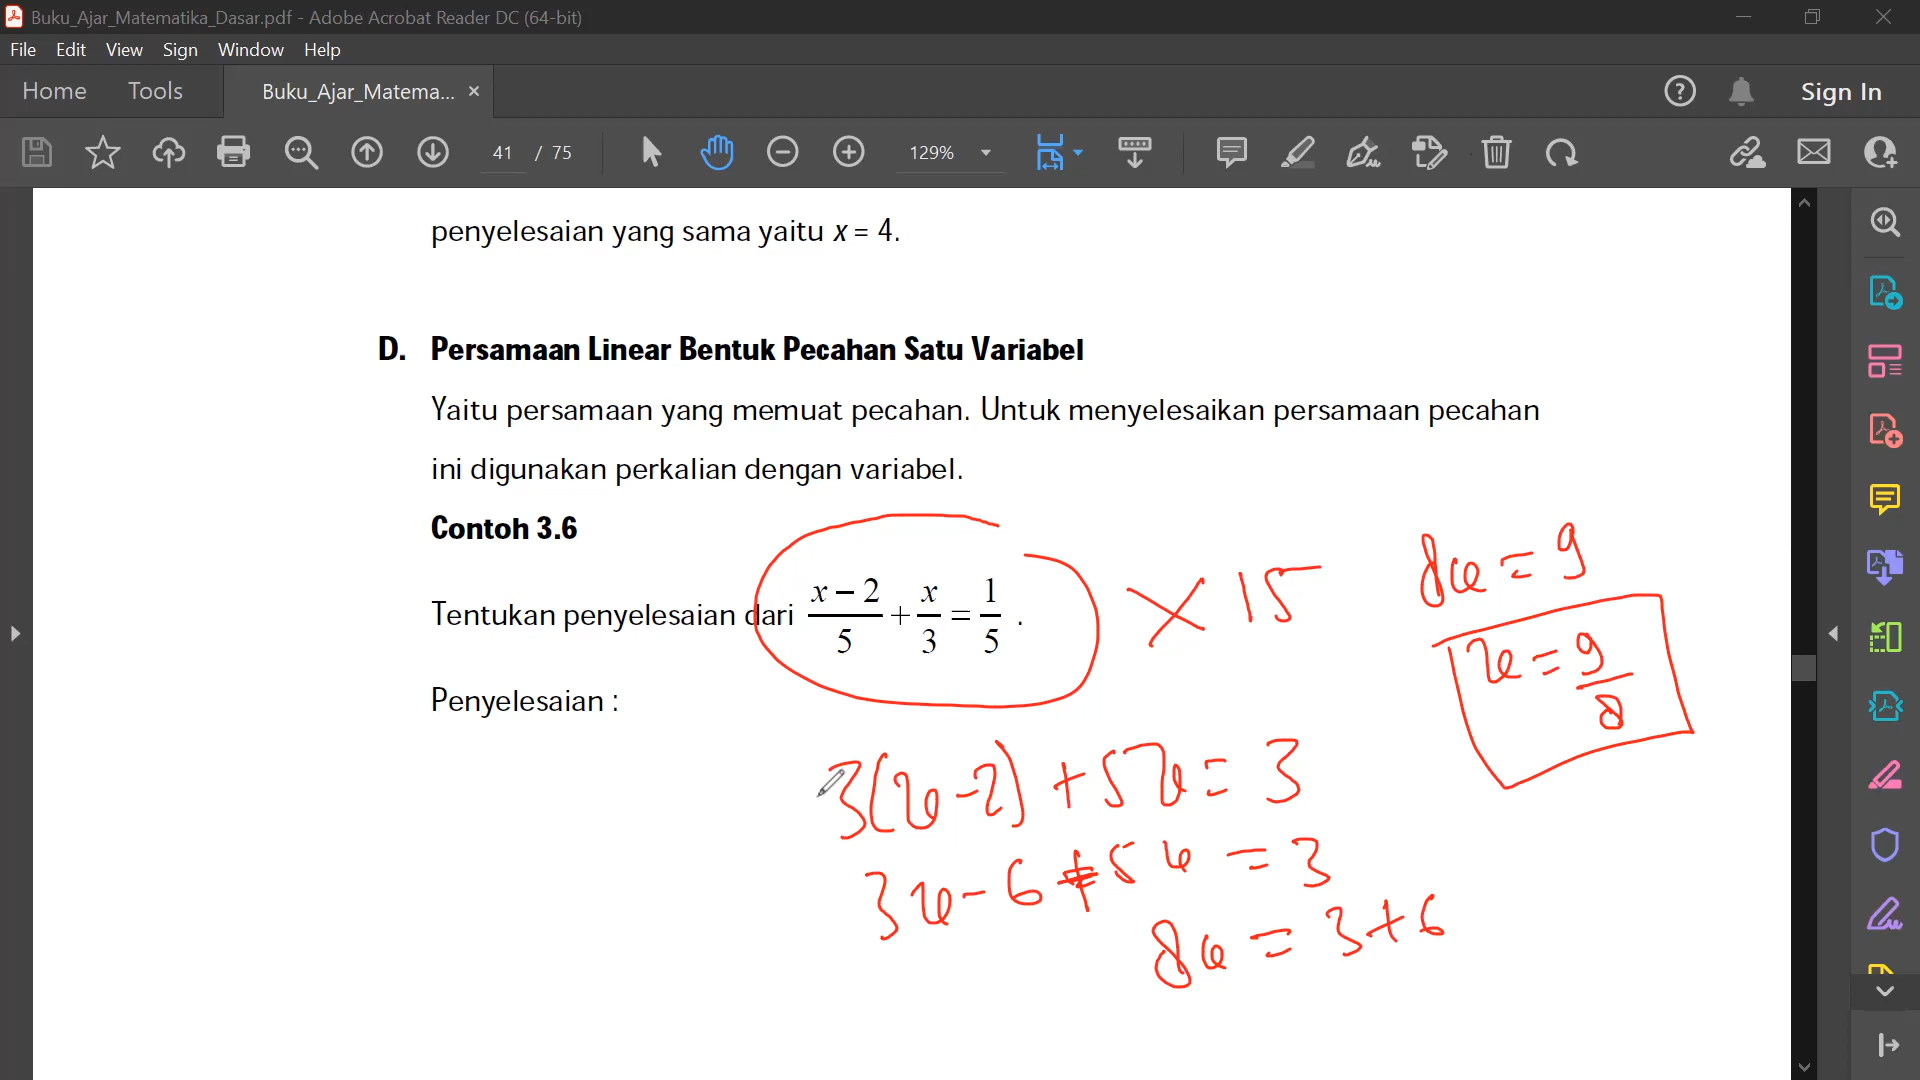 Buku_Ajar_Matematika_Dasar.pdf - Adobe Acrobat Reader DC (64-bit)
File Edit View Sign Window Help
Home Tools Buku_Ajar_Matema... × Sign In
41 / 75 129%
penyelesaian yang sama yaitu x = 4.
D. Persamaan Linear Bentuk Pecahan Satu Variabel
Yaitu persamaan yang memuat pecahan. Untuk menyelesaikan persamaan pecahan
ini digunakan perkalian dengan variabel.
Contoh 3.6
Tentukan penyelesaian dari (x − 2)/5 + x/3 = 1/5 .
× 15
Penyelesaian :
3(x-2) + 5x = 3
3x - 6 + 5x = 3
8x = 3 + 6
8x = 9
x = 9/8